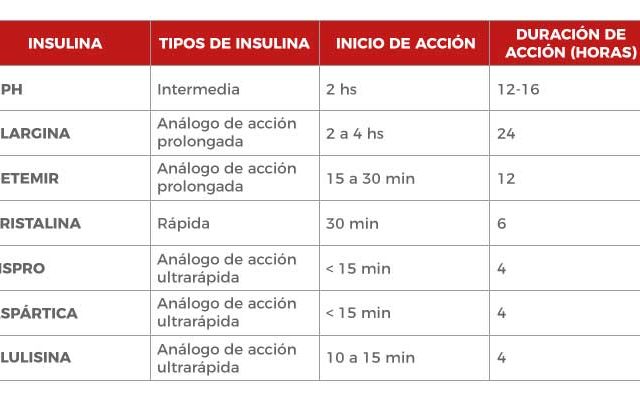 INSULINA TIPOS DE INSULINA INICIO DE ACCIÓN DURACIÓN DE
ACCIÓN (HORAS)
PH Intermedia 2 hs 12-16
LARGINA Análogo de acción 2 a 4 hs 24
prolongada
ETEMIR Análogo de acción 15 a 30 min 12
prolongada
RISTALINA Rápida 30 min 6
ISPRO Análogo de acción < 15 min 4
ultrarápida
SPÁRTICA Análogo de acción < 15 min 4
ultrarápida
LULISINA Análogo de acción 10 a 15 min 4
ultrarápida